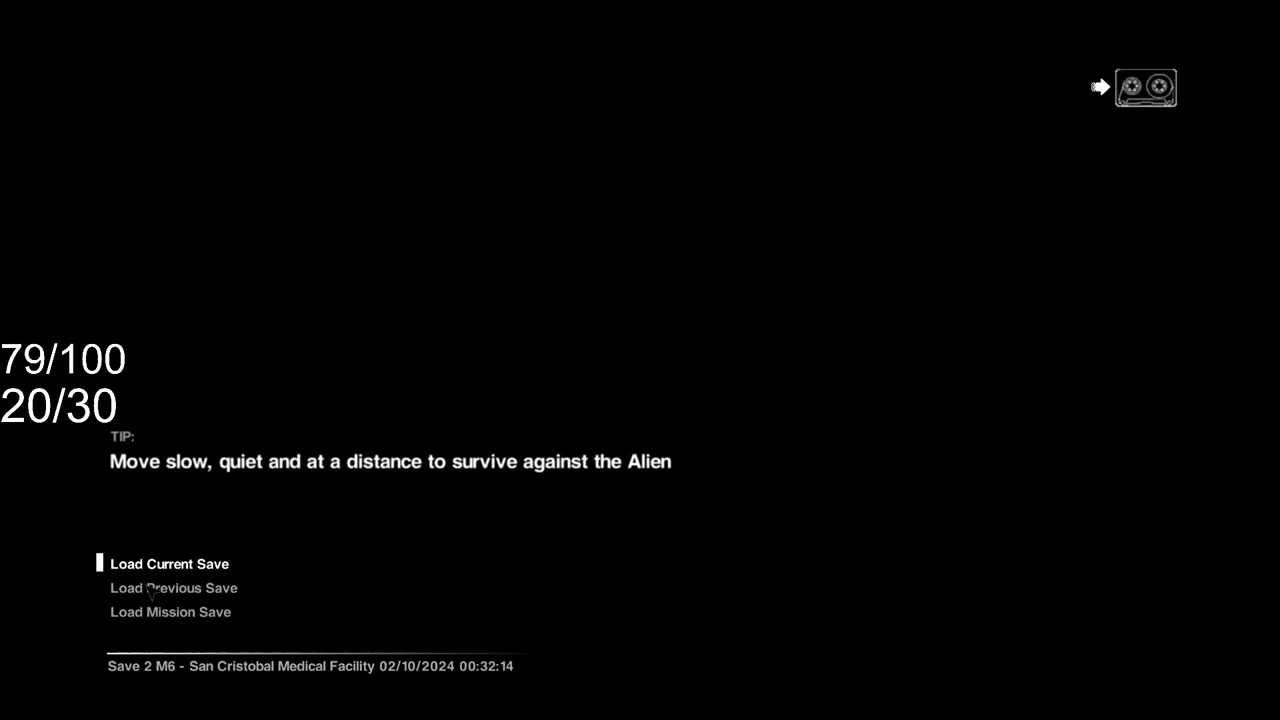 79/100
20/30
TIP:
Move slow, quiet and at a distance to survive against the Alien
Load Current Save
Load Previous Save
Load Mission Save
Save 2 M6 - San Cristobal Medical Facility 02/10/2024 00:32:14